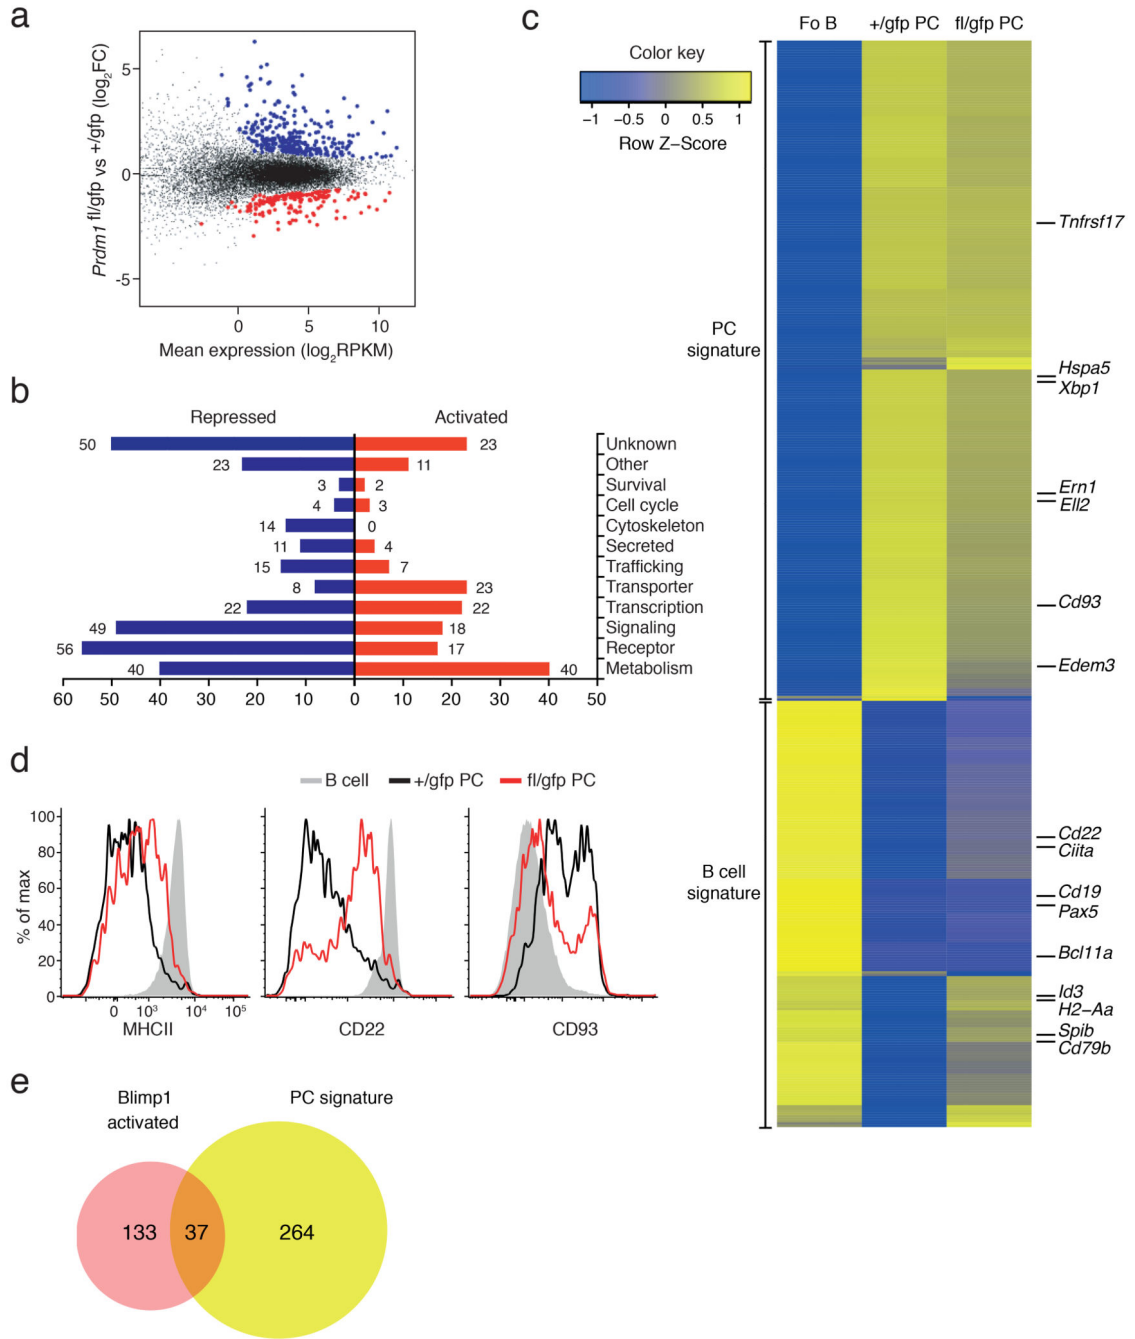 a
Prdm1 fl/gfp vs +/gfp (log2FC)
5
0
-5
0 5 10
Mean expression (log2RPKM)
b
Repressed Activated
50 23 Unknown
23 11 Other
3 2 Survival
4 3 Cell cycle
14 0 Cytoskeleton
11 4 Secreted
15 7 Trafficking
8 23 Transporter
22 22 Transcription
49 18 Signaling
56 17 Receptor
40 40 Metabolism
60 50 40 30 20 10 0 10 20 30 40 50
c
Fo B +/gfp PC fl/gfp PC
Color key
−1 −0.5 0 0.5 1
Row Z−Score
PC
signature
Tnfrsf17
Hspa5
Xbp1
Ern1
Ell2
Cd93
Edem3
B cell
signature
Cd22
Ciita
Cd19
Pax5
Bcl11a
Id3
H2−Aa
Spib
Cd79b
d
B cell +/gfp PC fl/gfp PC
% of max
100
80
60
40
20
0
0 10³ 10⁴ 10⁵
MHCII CD22 CD93
e
Blimp1
activated
PC signature
133 37 264